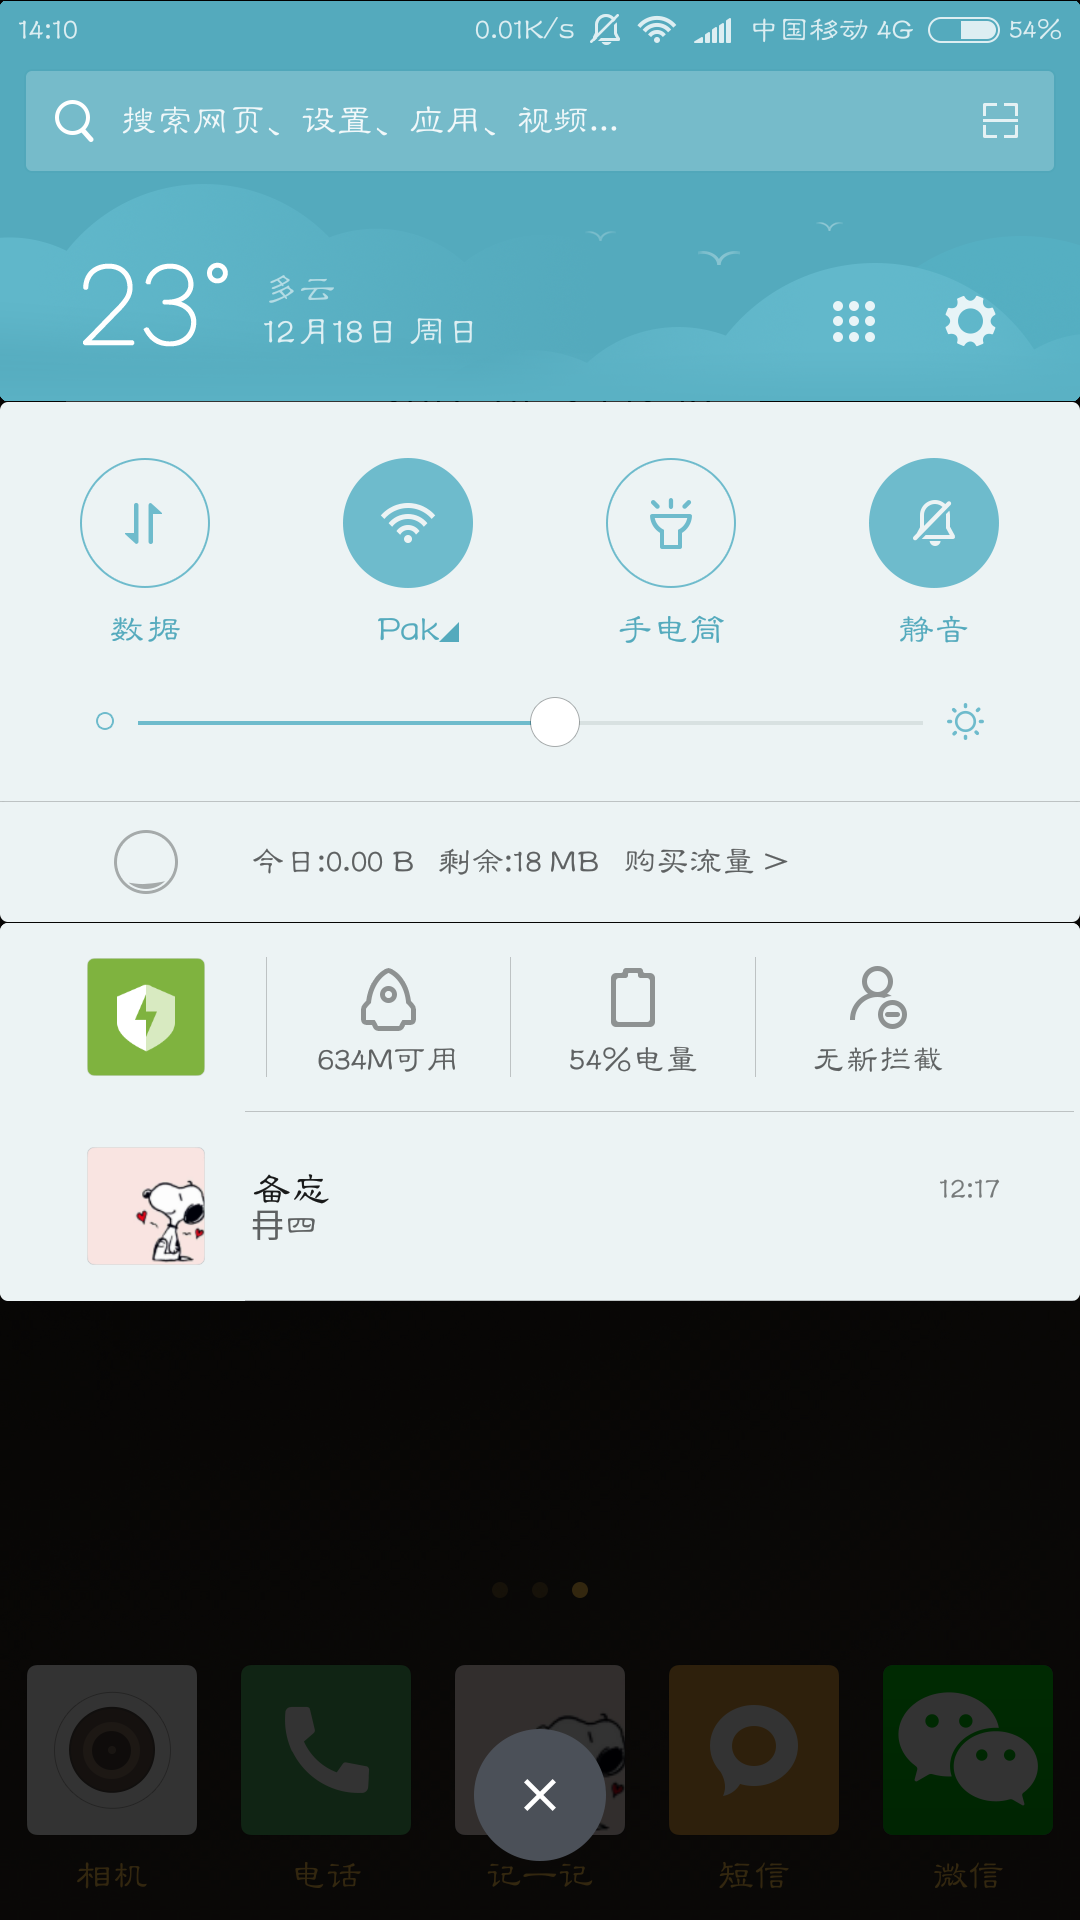 14:10 0.01K/s 中国移动 4G 54%
搜索网页、设置、应用、视频...
23°
多云
12月18日 周日
数据 Pak 手电筒 静音
今日:0.00 B 剩余:18 MB 购买流量 >
634M可用 54%电量 无新拦截
备忘 12:17
冉四
相机 电话 记一记 短信 微信